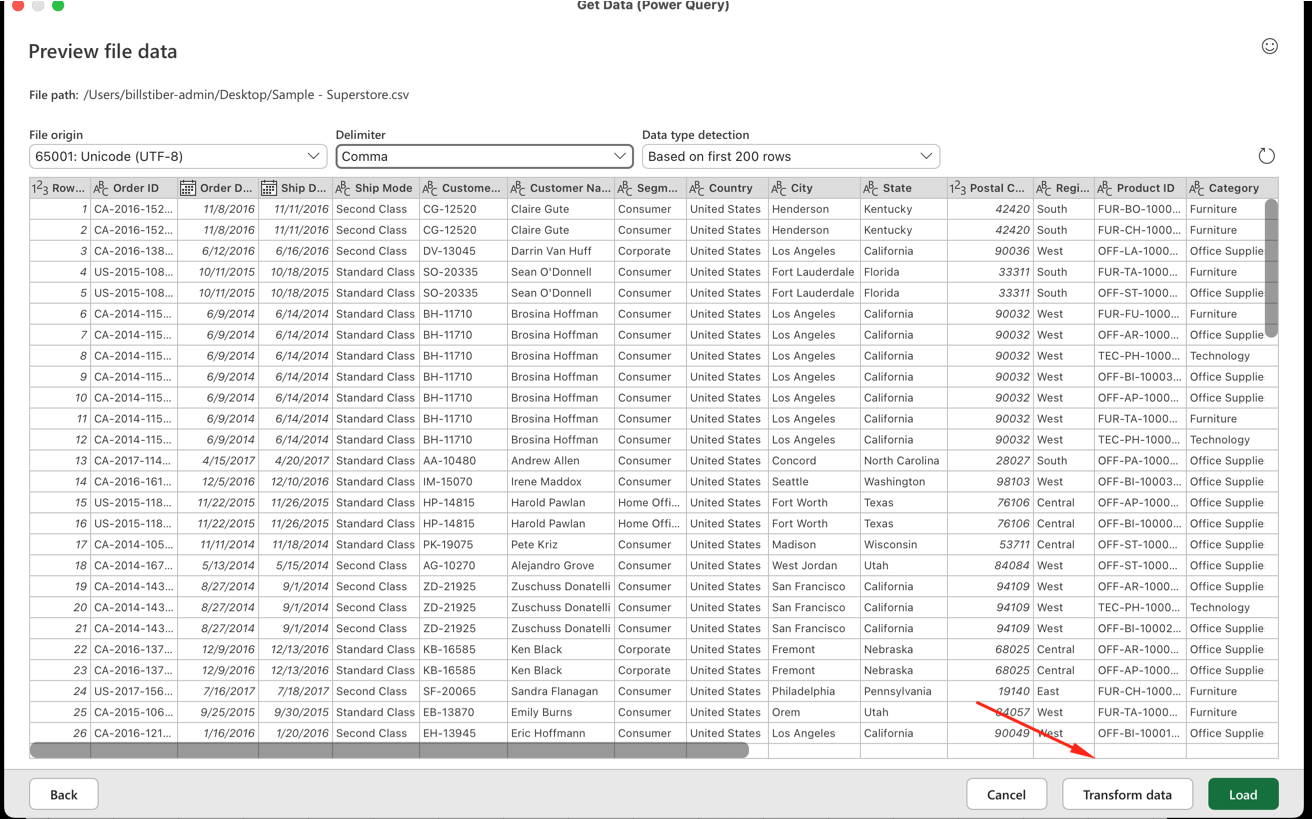 Get Data (Power Query)
Preview file data
File path: /Users/billstiber-admin/Desktop/Sample - Superstore.csv
File origin Delimiter Data type detection
65001: Unicode (UTF-8) Comma Based on first 200 rows
1²3 Row... ABC Order ID Order D... Ship D... ABC Ship Mode ABC Custome... ABC Customer Na... ABC Segm... ABC Country ABC City ABC State 1²3 Postal C... ABC Regi... ABC Product ID ABC Category
1 CA-2016-152... 11/8/2016 11/11/2016 Second Class CG-12520 Claire Gute Consumer United States Henderson Kentucky 42420 South FUR-BO-1000... Furniture
2 CA-2016-152... 11/8/2016 11/11/2016 Second Class CG-12520 Claire Gute Consumer United States Henderson Kentucky 42420 South FUR-CH-1000... Furniture
3 CA-2016-138... 6/12/2016 6/16/2016 Second Class DV-13045 Darrin Van Huff Corporate United States Los Angeles California 90036 West OFF-LA-1000... Office Supplie
4 US-2015-108... 10/11/2015 10/18/2015 Standard Class SO-20335 Sean O'Donnell Consumer United States Fort Lauderdale Florida 33311 South FUR-TA-1000... Furniture
5 US-2015-108... 10/11/2015 10/18/2015 Standard Class SO-20335 Sean O'Donnell Consumer United States Fort Lauderdale Florida 33311 South OFF-ST-1000... Office Supplie
6 CA-2014-115... 6/9/2014 6/14/2014 Standard Class BH-11710 Brosina Hoffman Consumer United States Los Angeles California 90032 West FUR-FU-1000... Furniture
7 CA-2014-115... 6/9/2014 6/14/2014 Standard Class BH-11710 Brosina Hoffman Consumer United States Los Angeles California 90032 West OFF-AR-1000... Office Supplie
8 CA-2014-115... 6/9/2014 6/14/2014 Standard Class BH-11710 Brosina Hoffman Consumer United States Los Angeles California 90032 West TEC-PH-1000... Technology
9 CA-2014-115... 6/9/2014 6/14/2014 Standard Class BH-11710 Brosina Hoffman Consumer United States Los Angeles California 90032 West OFF-BI-10003... Office Supplie
10 CA-2014-115... 6/9/2014 6/14/2014 Standard Class BH-11710 Brosina Hoffman Consumer United States Los Angeles California 90032 West OFF-AP-1000... Office Supplie
11 CA-2014-115... 6/9/2014 6/14/2014 Standard Class BH-11710 Brosina Hoffman Consumer United States Los Angeles California 90032 West FUR-TA-1000... Furniture
12 CA-2014-115... 6/9/2014 6/14/2014 Standard Class BH-11710 Brosina Hoffman Consumer United States Los Angeles California 90032 West TEC-PH-1000... Technology
13 CA-2017-114... 4/15/2017 4/20/2017 Standard Class AA-10480 Andrew Allen Consumer United States Concord North Carolina 28027 South OFF-PA-1000... Office Supplie
14 CA-2016-161... 12/5/2016 12/10/2016 Standard Class IM-15070 Irene Maddox Consumer United States Seattle Washington 98103 West OFF-BI-10003... Office Supplie
15 US-2015-118... 11/22/2015 11/26/2015 Standard Class HP-14815 Harold Pawlan Home Offi... United States Fort Worth Texas 76106 Central OFF-AP-1000... Office Supplie
16 US-2015-118... 11/22/2015 11/26/2015 Standard Class HP-14815 Harold Pawlan Home Offi... United States Fort Worth Texas 76106 Central OFF-BI-10000... Office Supplie
17 CA-2014-105... 11/11/2014 11/18/2014 Standard Class PK-19075 Pete Kriz Consumer United States Madison Wisconsin 53711 Central OFF-ST-1000... Office Supplie
18 CA-2014-167... 5/13/2014 5/15/2014 Second Class AG-10270 Alejandro Grove Consumer United States West Jordan Utah 84084 West OFF-ST-1000... Office Supplie
19 CA-2014-143... 8/27/2014 9/1/2014 Second Class ZD-21925 Zuschuss Donatelli Consumer United States San Francisco California 94109 West OFF-AR-1000... Office Supplie
20 CA-2014-143... 8/27/2014 9/1/2014 Second Class ZD-21925 Zuschuss Donatelli Consumer United States San Francisco California 94109 West TEC-PH-1000... Technology
21 CA-2014-143... 8/27/2014 9/1/2014 Second Class ZD-21925 Zuschuss Donatelli Consumer United States San Francisco California 94109 West OFF-BI-10002... Office Supplie
22 CA-2016-137... 12/9/2016 12/13/2016 Standard Class KB-16585 Ken Black Corporate United States Fremont Nebraska 68025 Central OFF-AR-1000... Office Supplie
23 CA-2016-137... 12/9/2016 12/13/2016 Standard Class KB-16585 Ken Black Corporate United States Fremont Nebraska 68025 Central OFF-AP-1000... Office Supplie
24 US-2017-156... 7/16/2017 7/18/2017 Second Class SF-20065 Sandra Flanagan Consumer United States Philadelphia Pennsylvania 19140 East FUR-CH-1000... Furniture
25 CA-2015-106... 9/25/2015 9/30/2015 Standard Class EB-13870 Emily Burns Consumer United States Orem Utah 84057 West FUR-TA-1000... Furniture
26 CA-2016-121... 1/16/2016 1/20/2016 Second Class EH-13945 Eric Hoffmann Consumer United States Los Angeles California 90049 West OFF-BI-10001... Office Supplie
Back Cancel Transform data Load